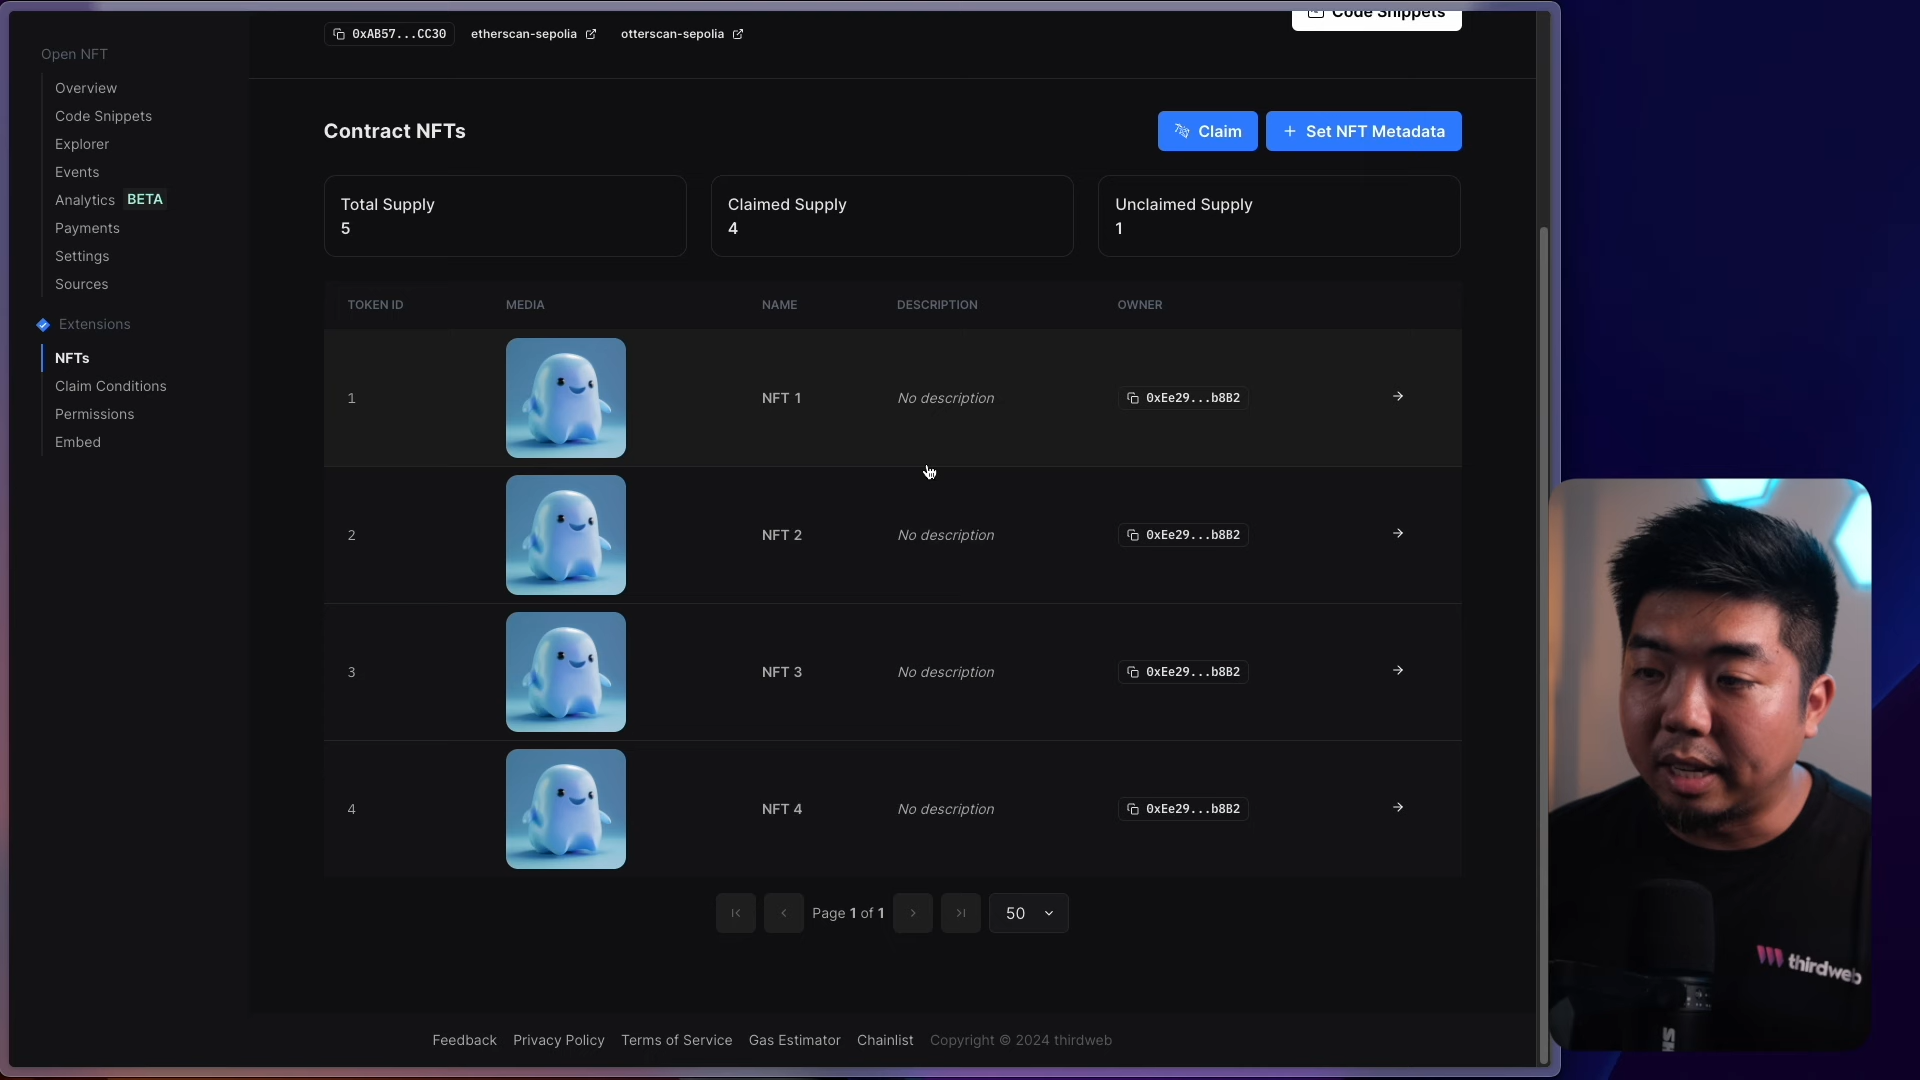 Code Snippets
0xAB57...CC30 etherscan-sepolia otterscan-sepolia
Open NFT
Overview
Code Snippets
Explorer
Events
Analytics BETA
Payments
Settings
Sources
Extensions
NFTs
Claim Conditions
Permissions
Embed
Contract NFTs
Claim
Set NFT Metadata
Total Supply
5
Claimed Supply
4
Unclaimed Supply
1
TOKEN ID MEDIA NAME DESCRIPTION OWNER
1 NFT 1 No description 0xEe29...b8B2
2 NFT 2 No description 0xEe29...b8B2
3 NFT 3 No description 0xEe29...b8B2
4 NFT 4 No description 0xEe29...b8B2
Page 1 of 1 50
Feedback Privacy Policy Terms of Service Gas Estimator Chainlist Copyright © 2024 thirdweb
thirdweb